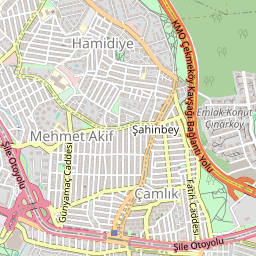 Hamidiye
KMO Çekmeköy Kavşağı Bağlantı Yolu
Emlak Konut
Çınarköy
Şahinbey
Mehmet Akif
Günyamaç Caddesi
Çamlık
Fatih Caddesi
Şile Otoyolu
Şile Otoyolu